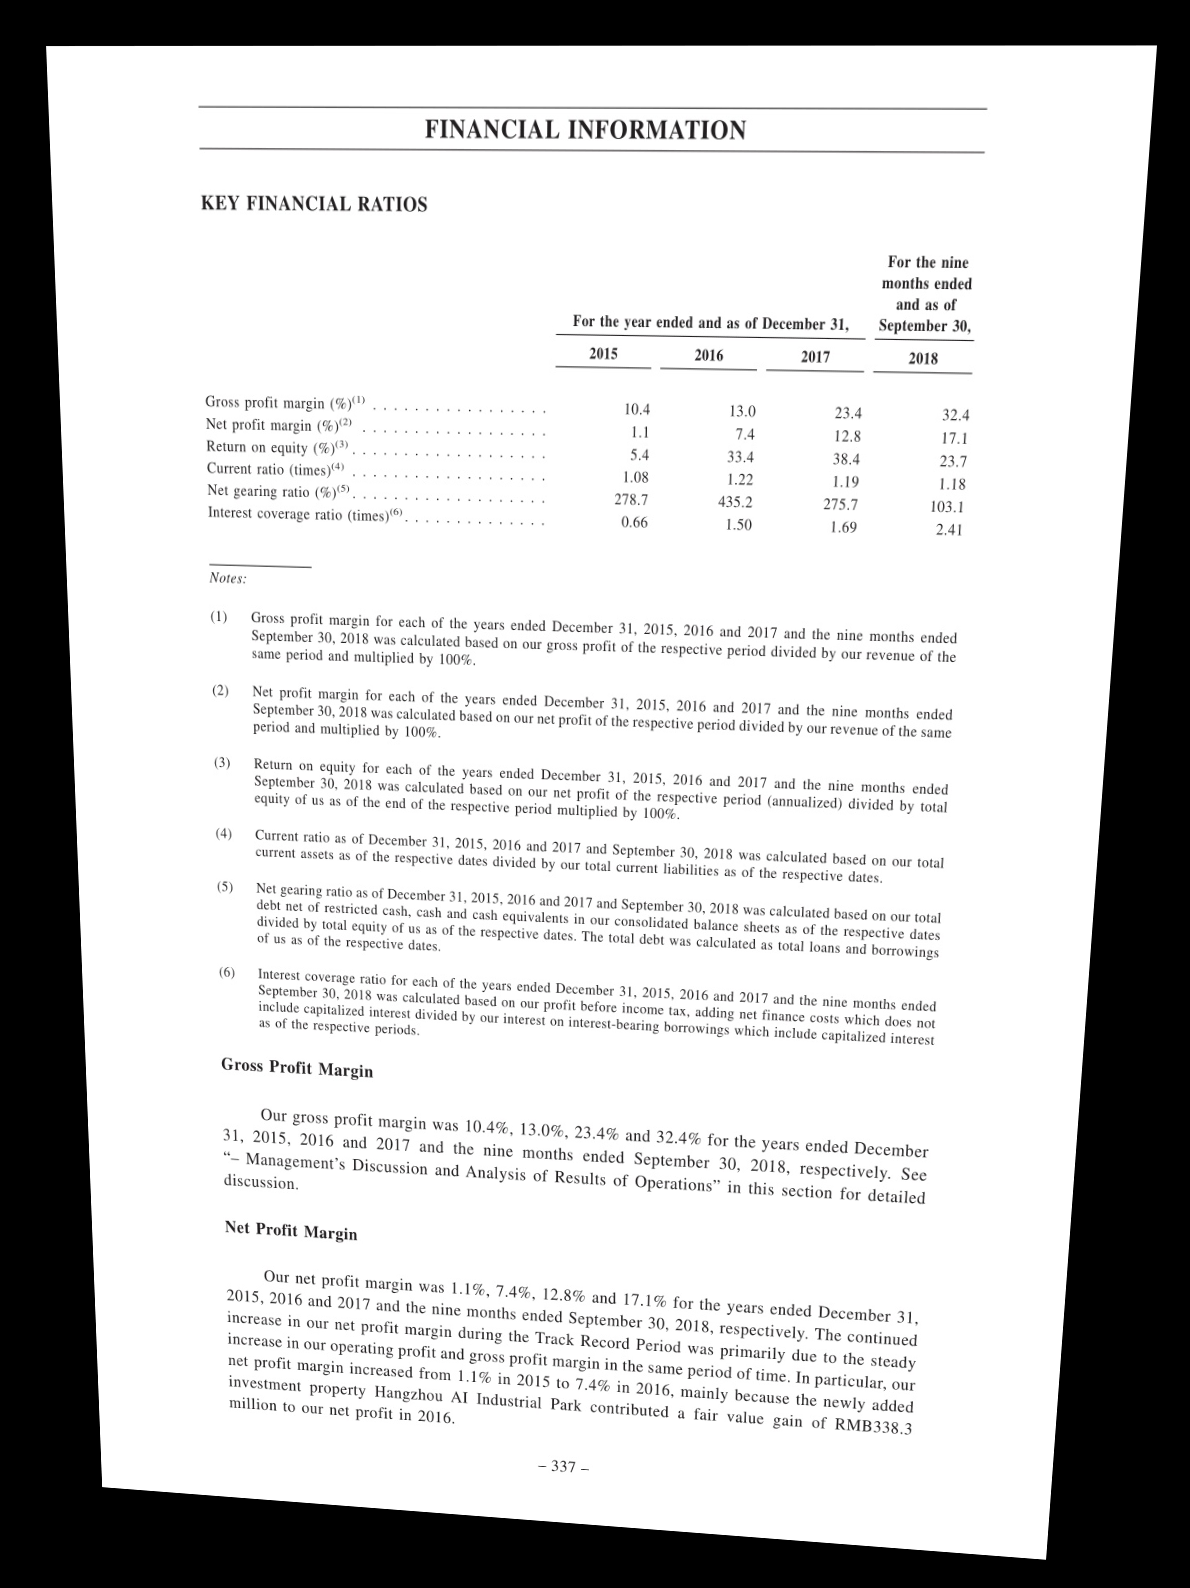 FINANCIAL INFORMATION
KEY FINANCIAL RATIOS
For the nine
months ended
and as of
For the year ended and as of December 31, September 30,
2015 2016 2017 2018
Gross profit margin (%)(1) . . . . . . . . . . . . . . . . . 10.4 13.0 23.4 32.4
Net profit margin (%)(2) . . . . . . . . . . . . . . . . . . 1.1 7.4 12.8 17.1
Return on equity (%)(3). . . . . . . . . . . . . . . . . . . 5.4 33.4 38.4 23.7
Current ratio (times)(4) . . . . . . . . . . . . . . . . . . . 1.08 1.22 1.19 1.18
Net gearing ratio (%)(5). . . . . . . . . . . . . . . . . . . 278.7 435.2 275.7 103.1
Interest coverage ratio (times)(6). . . . . . . . . . . . . . 0.66 1.50 1.69 2.41
Notes:
(1) Gross profit margin for each of the years ended December 31, 2015, 2016 and 2017 and the nine months ended
September 30, 2018 was calculated based on our gross profit of the respective period divided by our revenue of the
same period and multiplied by 100%.
(2) Net profit margin for each of the years ended December 31, 2015, 2016 and 2017 and the nine months ended
September 30, 2018 was calculated based on our net profit of the respective period divided by our revenue of the same
period and multiplied by 100%.
(3) Return on equity for each of the years ended December 31, 2015, 2016 and 2017 and the nine months ended
September 30, 2018 was calculated based on our net profit of the respective period (annualized) divided by total
equity of us as of the end of the respective period multiplied by 100%.
(4) Current ratio as of December 31, 2015, 2016 and 2017 and September 30, 2018 was calculated based on our total
current assets as of the respective dates divided by our total current liabilities as of the respective dates.
(5) Net gearing ratio as of December 31, 2015, 2016 and 2017 and September 30, 2018 was calculated based on our total
debt net of restricted cash, cash and cash equivalents in our consolidated balance sheets as of the respective dates
divided by total equity of us as of the respective dates. The total debt was calculated as total loans and borrowings
of us as of the respective dates.
(6) Interest coverage ratio for each of the years ended December 31, 2015, 2016 and 2017 and the nine months ended
September 30, 2018 was calculated based on our profit before income tax, adding net finance costs which does not
include capitalized interest divided by our interest on interest-bearing borrowings which include capitalized interest
as of the respective periods.
Gross Profit Margin
Our gross profit margin was 10.4%, 13.0%, 23.4% and 32.4% for the years ended December
31, 2015, 2016 and 2017 and the nine months ended September 30, 2018, respectively. See
“– Management’s Discussion and Analysis of Results of Operations” in this section for detailed
discussion.
Net Profit Margin
Our net profit margin was 1.1%, 7.4%, 12.8% and 17.1% for the years ended December 31,
2015, 2016 and 2017 and the nine months ended September 30, 2018, respectively. The continued
increase in our net profit margin during the Track Record Period was primarily due to the steady
increase in our operating profit and gross profit margin in the same period of time. In particular, our
net profit margin increased from 1.1% in 2015 to 7.4% in 2016, mainly because the newly added
investment property Hangzhou AI Industrial Park contributed a fair value gain of RMB338.3
million to our net profit in 2016.
– 337 –